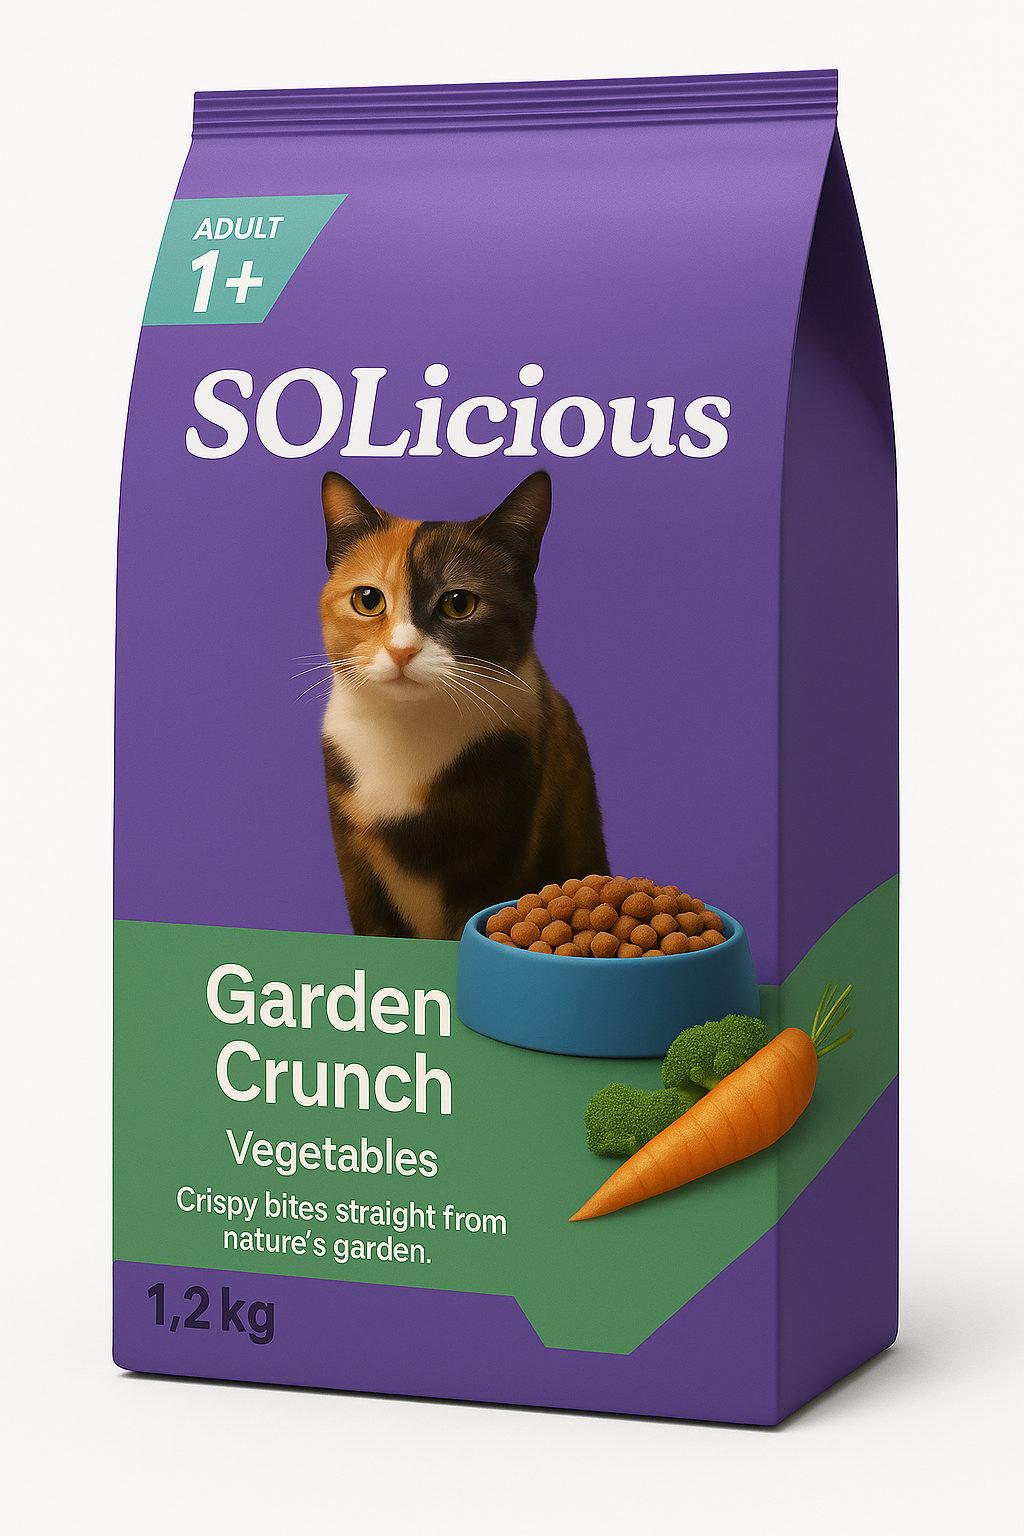 ADULT
1+
SOLicious
Garden
Crunch
Vegetables
Crispy bites straight from
nature's garden.
1,2 kg